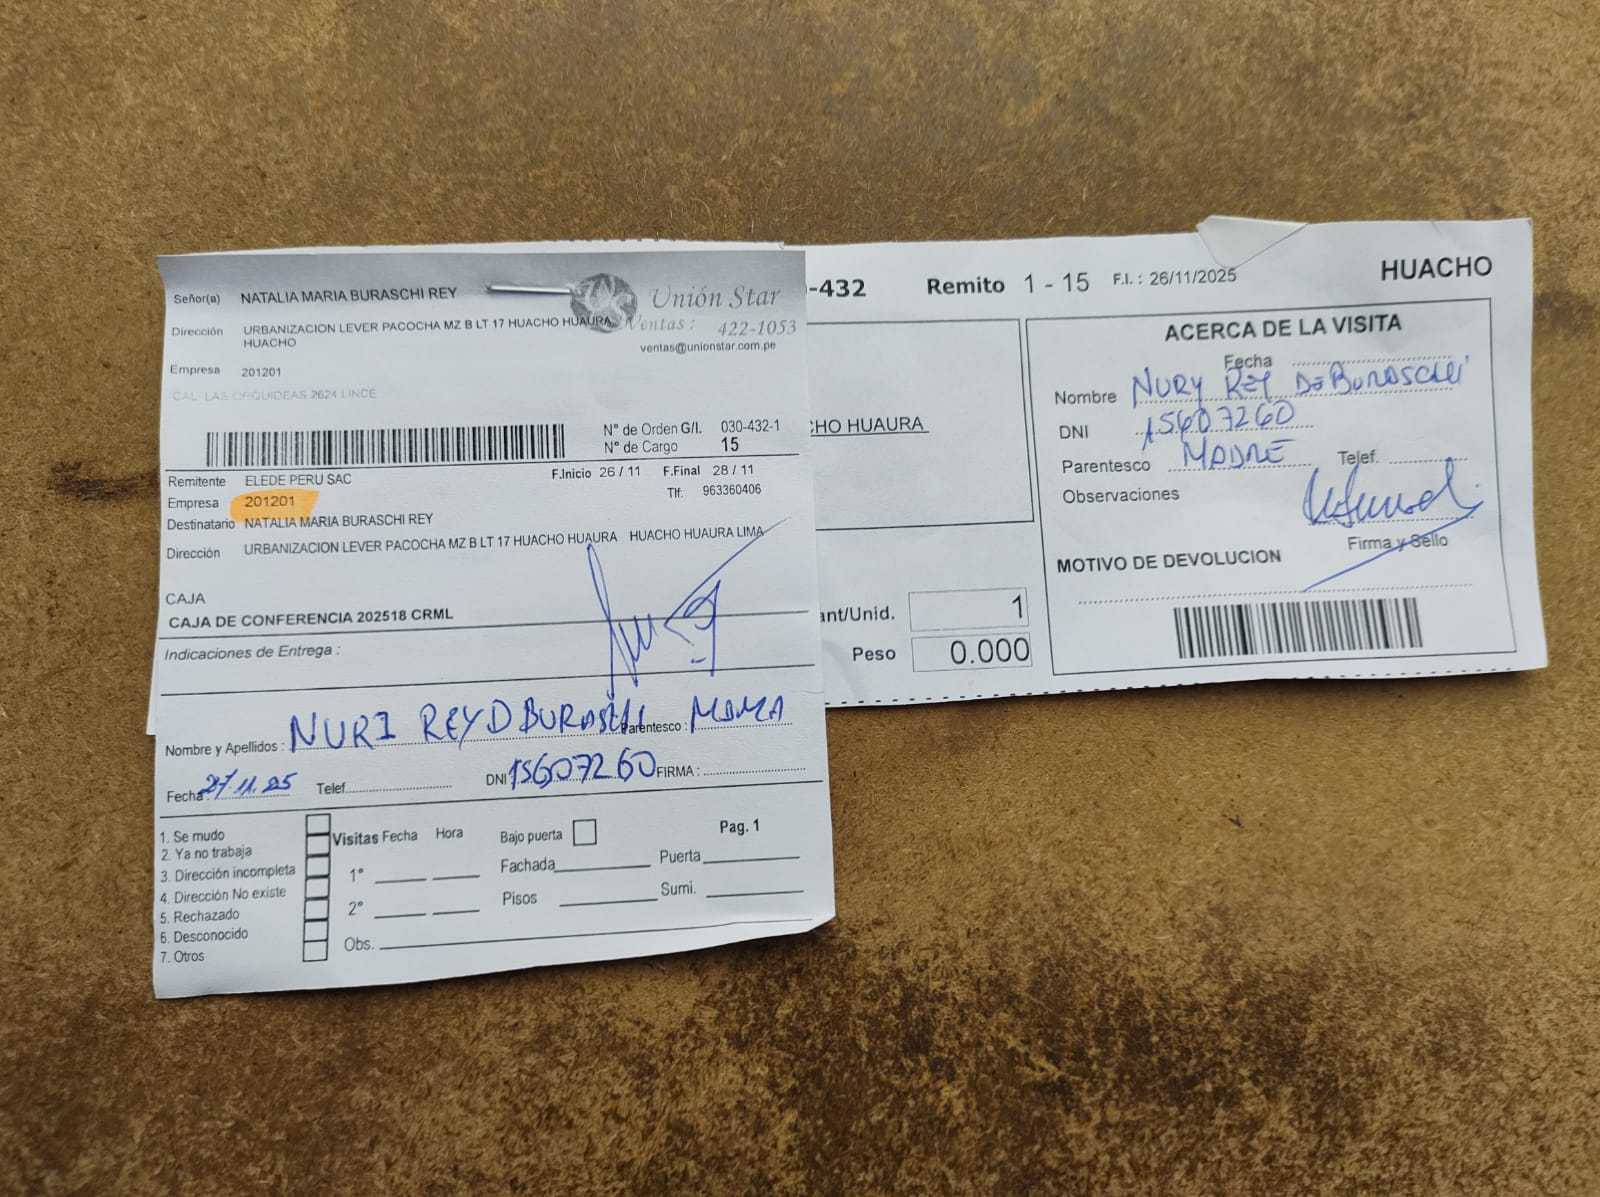 Señor(a) NATALIA MARIA BURASCHI REY
Unión Star
Dirección URBANIZACION LEVER PACOCHA MZ B LT 17 HUACHO HUAURA
HUACHO
Ventas: 422-1053
ventas@unionstar.com.pe
Empresa 201201
CAL. LAS ORQUIDEAS 2624 LINCE
N° de Orden G/I. 030-432-1
N° de Cargo 15
Remitente ELEDE PERU SAC
F.Inicio 26 / 11 F.Final 28 / 11
Empresa 201201
Tlf: 963360406
Destinatario NATALIA MARIA BURASCHI REY
Dirección URBANIZACION LEVER PACOCHA MZ B LT 17 HUACHO HUAURA HUACHO HUAURA LIMA
CAJA
CAJA DE CONFERENCIA 202518 CRML
Indicaciones de Entrega :
Nombre y Apellidos : NURI REY D BURASCHI Parentesco : MAMA
Fecha : 27.11.25 Telef. DNI 15607260 FIRMA :
1. Se mudo
2. Ya no trabaja
3. Dirección incompleta
4. Dirección No existe
5. Rechazado
6. Desconocido
7. Otros
Visitas Fecha Hora
1°
2°
Obs.
Bajo puerta
Pag. 1
Fachada Puerta
Pisos Sumi.
-432 Remito 1 - 15 F.I. : 26/11/2025 HUACHO
CHO HUAURA
ant/Unid. 1
Peso 0.000
ACERCA DE LA VISITA
Fecha
Nombre NURY REY DE BURASCHI
DNI 15607260
Parentesco MADRE Telef.
Observaciones
Firma y Sello
MOTIVO DE DEVOLUCION